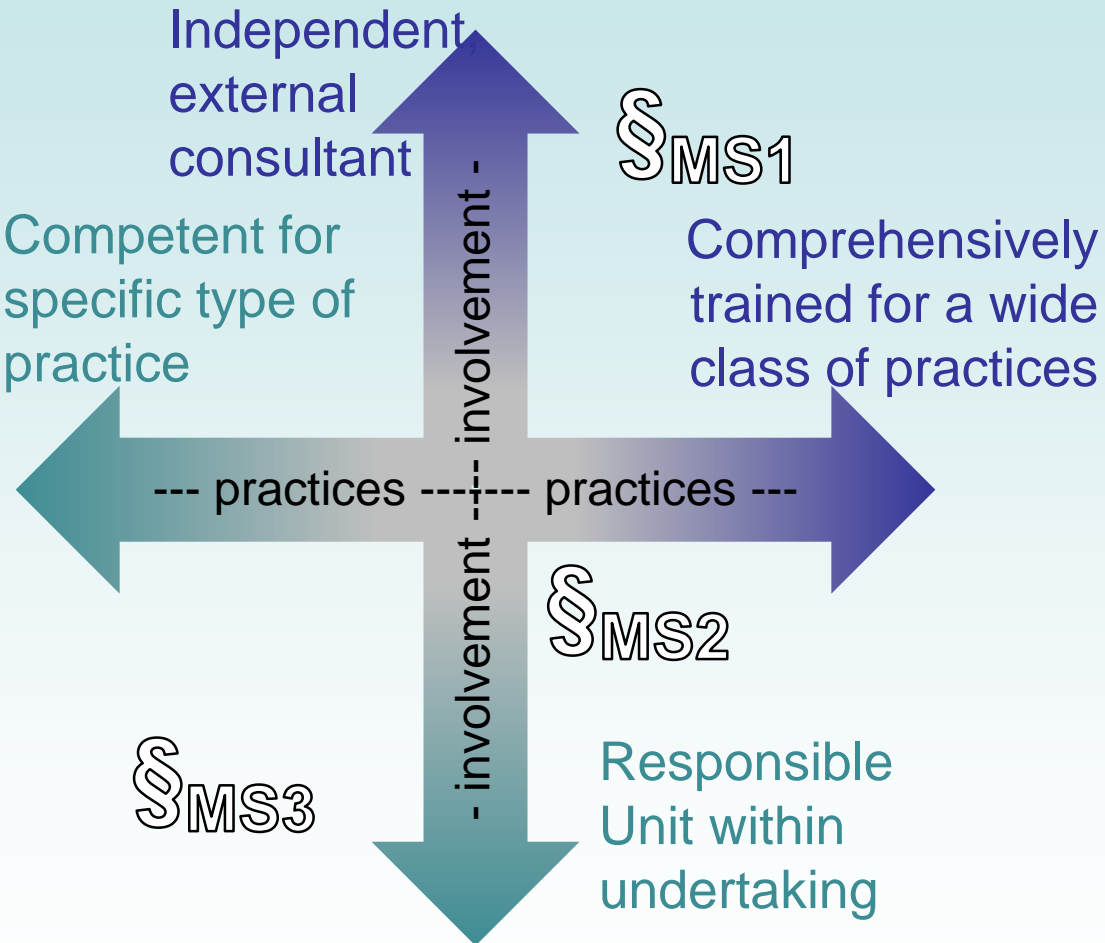 Independent,
external
consultant
§MS1
Competent for
specific type of
practice
Comprehensively
trained for a wide
class of practices
- involvement ---
--- practices ---
--- practices ---
--- involvement -
§MS2
§MS3
Responsible
Unit within
undertaking